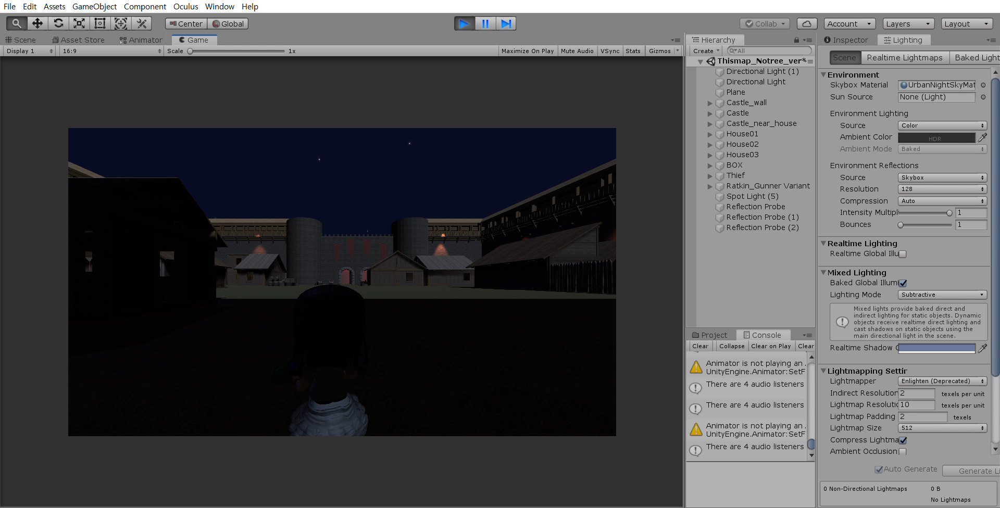 File Edit Assets GameObject Component Oculus Window Help
Center Global Collab Account Layers Layout
Scene Asset Store Animator Game
Display 1 16:9 Scale 1x Maximize On Play Mute Audio VSync Stats Gizmos
Hierarchy
Create All
Thismap_Notree_ver*
Directional Light (1)
Directional Light
Plane
Castle_wall
Castle
Castle_near_house
House01
House02
House03
BOX
Thief
Ratkin_Gunner Variant
Spot Light (5)
Reflection Probe
Reflection Probe (1)
Reflection Probe (2)
Project Console
Clear Collapse Clear on Play Clear
Animator is not playing an
UnityEngine.Animator:SetF
There are 4 audio listeners
There are 4 audio listeners
Animator is not playing an
UnityEngine.Animator:SetF
There are 4 audio listeners
Inspector Lighting
Scene Realtime Lightmaps Baked Light
Environment
Skybox Material UrbanNightSkyMat
Sun Source None (Light)
Environment Lighting
Source Color
Ambient Color HDR
Ambient Mode Baked
Environment Reflections
Source Skybox
Resolution 128
Compression Auto
Intensity Multipli 1
Bounces 1
Realtime Lighting
Realtime Global Illu
Mixed Lighting
Baked Global Illumi
Lighting Mode Subtractive
Mixed lights provide baked direct and
indirect lighting for static objects. Dynamic
objects receive realtime direct lighting and
cast shadows on static objects using the
main directional light in the scene.
Realtime Shadow C
Lightmapping Settir
Lightmapper Enlighten (Deprecated)
Indirect Resolution 2 texels per unit
Lightmap Resolutic 10 texels per unit
Lightmap Padding 2 texels
Lightmap Size 512
Compress Lightma
Ambient Occlusion
Auto Generate Generate Li
0 Non-Directional Lightmaps 0 B
No Lightmaps